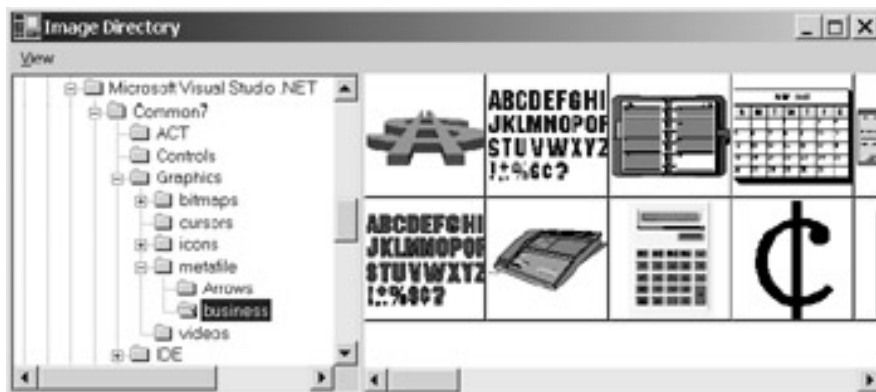 Image Directory
View
Microsoft Visual Studio .NET
Common7
ACT
Controls
Graphics
bitmaps
cursors
icons
metafile
Arrows
business
videos
IDE
ABCDEFGHI
JKLMNOPQR
STUVWXYZ
!?:%&¢?
ABCDEFGHI
JKLMNOPQR
STUVWXYZ